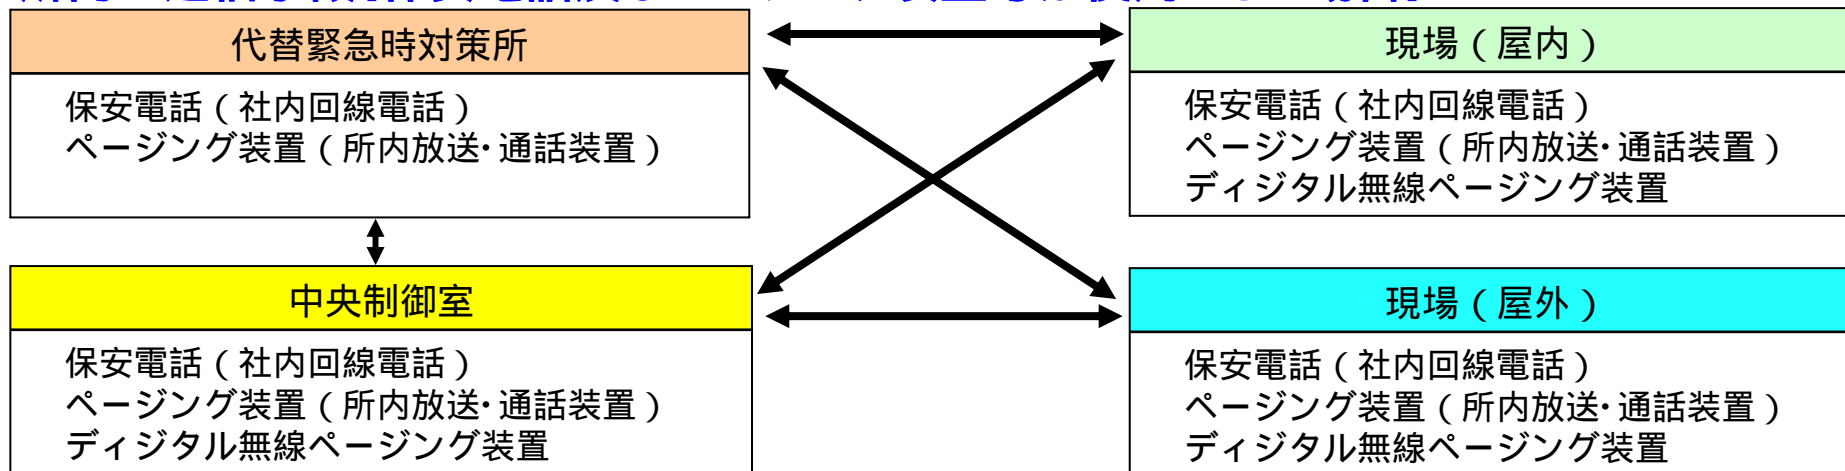 代替緊急時対策所
保安電話（社内回線電話）
ページング装置（所内放送・通話装置）
現場（屋内）
保安電話（社内回線電話）
ページング装置（所内放送・通話装置）
ディジタル無線ページング装置
中央制御室
保安電話（社内回線電話）
ページング装置（所内放送・通話装置）
ディジタル無線ページング装置
現場（屋外）
保安電話（社内回線電話）
ページング装置（所内放送・通話装置）
ディジタル無線ページング装置